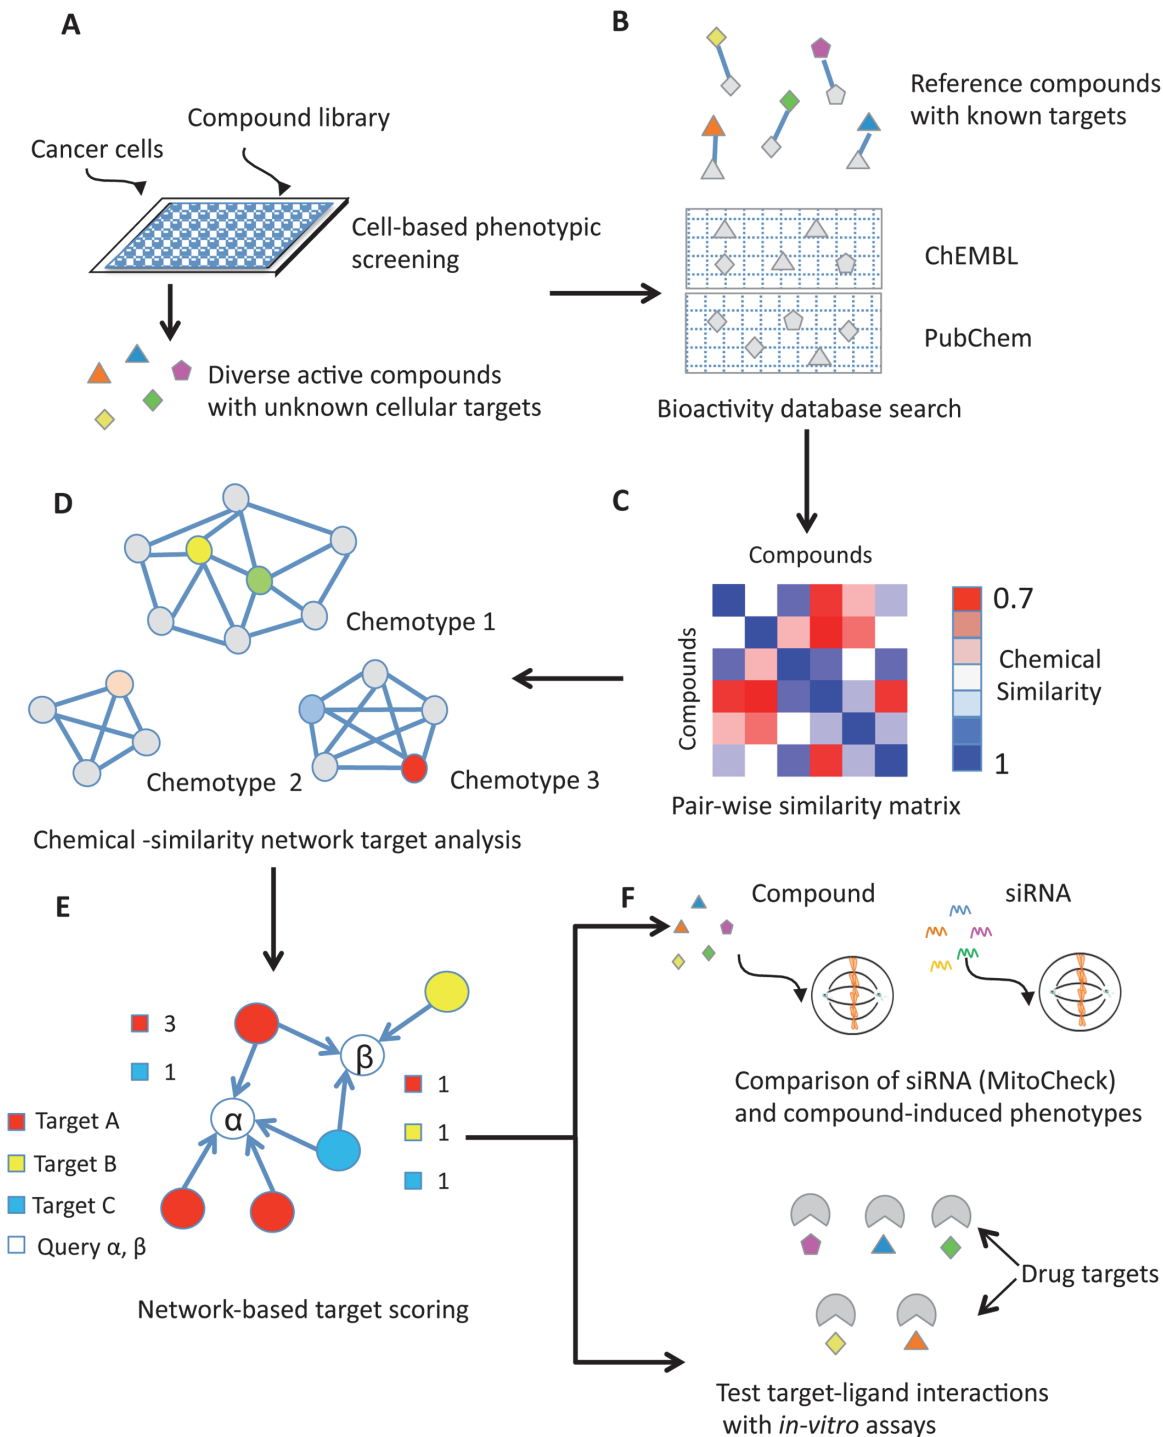 A
Compound library
Cancer cells
Cell-based phenotypic
screening
Diverse active compounds
with unknown cellular targets
B
Reference compounds
with known targets
ChEMBL
PubChem
Bioactivity database search
C
Compounds
Compounds
0.7
Chemical
Similarity
1
Pair-wise similarity matrix
D
Chemotype 1
Chemotype 2
Chemotype 3
Chemical -similarity network target analysis
E
3
1
β
α
1
1
1
Target A
Target B
Target C
Query α, β
Network-based target scoring
F
Compound
siRNA
Comparison of siRNA (MitoCheck)
and compound-induced phenotypes
Drug targets
Test target-ligand interactions
with in-vitro assays